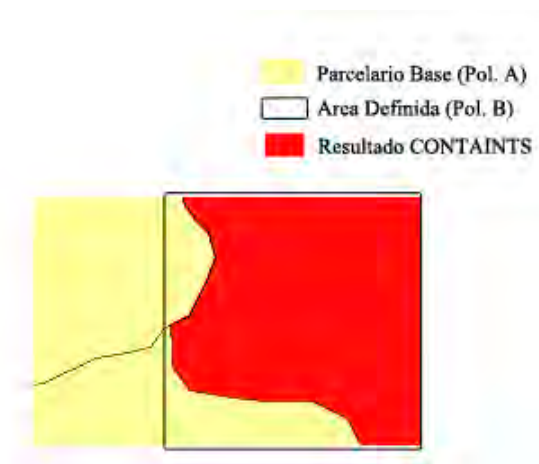 Parcelario Base (Pol. A)
Area Definida (Pol. B)
Resultado CONTAINTS